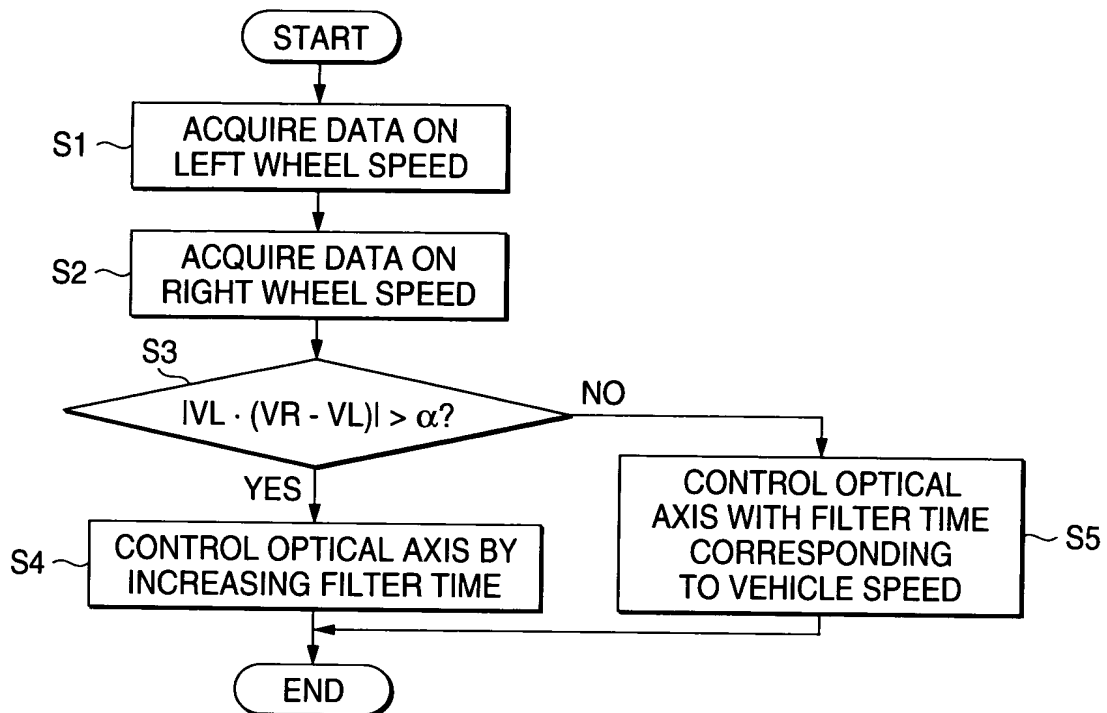 START
S1
ACQUIRE DATA ON
LEFT WHEEL SPEED
S2
ACQUIRE DATA ON
RIGHT WHEEL SPEED
S3
|VL · (VR - VL)| > α?
NO
YES
S4
CONTROL OPTICAL AXIS BY
INCREASING FILTER TIME
CONTROL OPTICAL
AXIS WITH FILTER TIME
CORRESPONDING
TO VEHICLE SPEED
S5
END